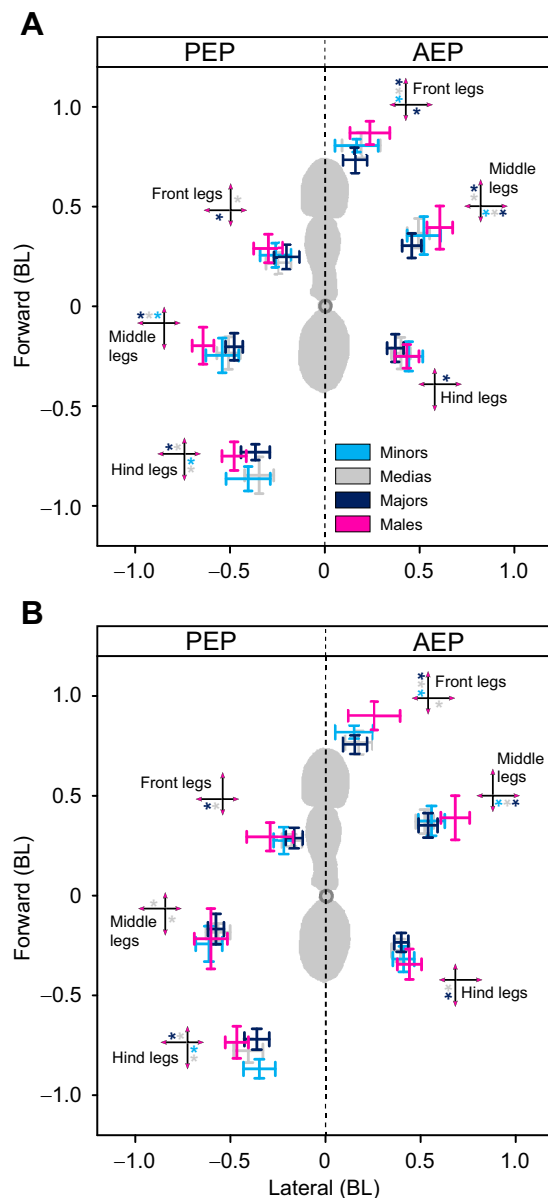 A
PEP AEP
Front legs
1.0
Middle
legs
Front legs
0.5
Forward (BL)
0
Middle
legs
Hind legs
−0.5
Minors
Hind legs
Medias
Majors
−1.0
Males
−1.0 −0.5 0 0.5 1.0
B
PEP AEP
Front legs
1.0
Middle
legs
Front legs
0.5
Forward (BL)
0
Middle
legs
Hind legs
−0.5
Hind legs
−1.0
−1.0 −0.5 0 0.5 1.0
Lateral (BL)